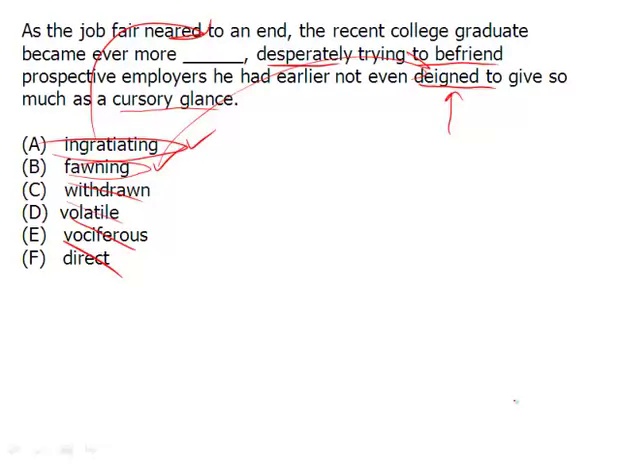 As the job fair neared to an end, the recent college graduate
became ever more ______, desperately trying to befriend
prospective employers he had earlier not even deigned to give so
much as a cursory glance.
(A) ingratiating
(B) fawning
(C) withdrawn
(D) volatile
(E) vociferous
(F) direct